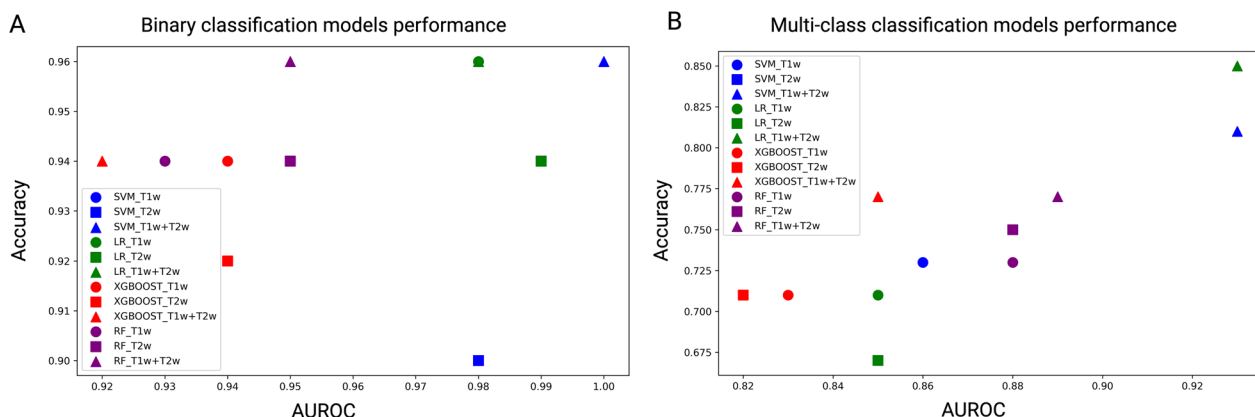 A
Binary classification models performance
Accuracy
0.96
0.95
0.94
0.93
0.92
0.91
0.90
SVM_T1w
SVM_T2w
SVM_T1w+T2w
LR_T1w
LR_T2w
LR_T1w+T2w
XGBOOST_T1w
XGBOOST_T2w
XGBOOST_T1w+T2w
RF_T1w
RF_T2w
RF_T1w+T2w
0.92 0.93 0.94 0.95 0.96 0.97 0.98 0.99 1.00
AUROC
B
Multi-class classification models performance
Accuracy
0.850
0.825
0.800
0.775
0.750
0.725
0.700
0.675
SVM_T1w
SVM_T2w
SVM_T1w+T2w
LR_T1w
LR_T2w
LR_T1w+T2w
XGBOOST_T1w
XGBOOST_T2w
XGBOOST_T1w+T2w
RF_T1w
RF_T2w
RF_T1w+T2w
0.82 0.84 0.86 0.88 0.90 0.92
AUROC